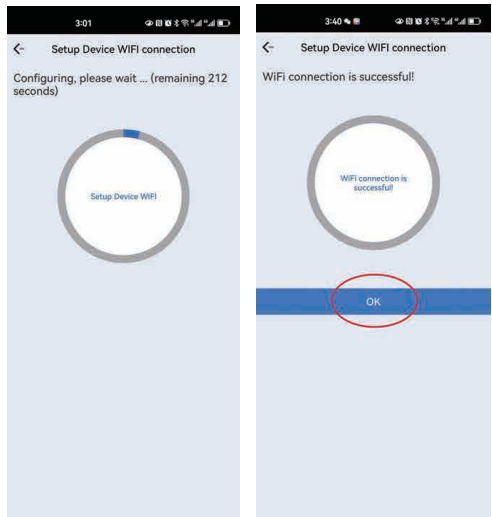 3:01
Setup Device WIFI connection
Configuring, please wait ... (remaining 212
seconds)
Setup Device WIFI
3:40
Setup Device WIFI connection
WiFi connection is successful!
WiFi connection is
successful!
OK